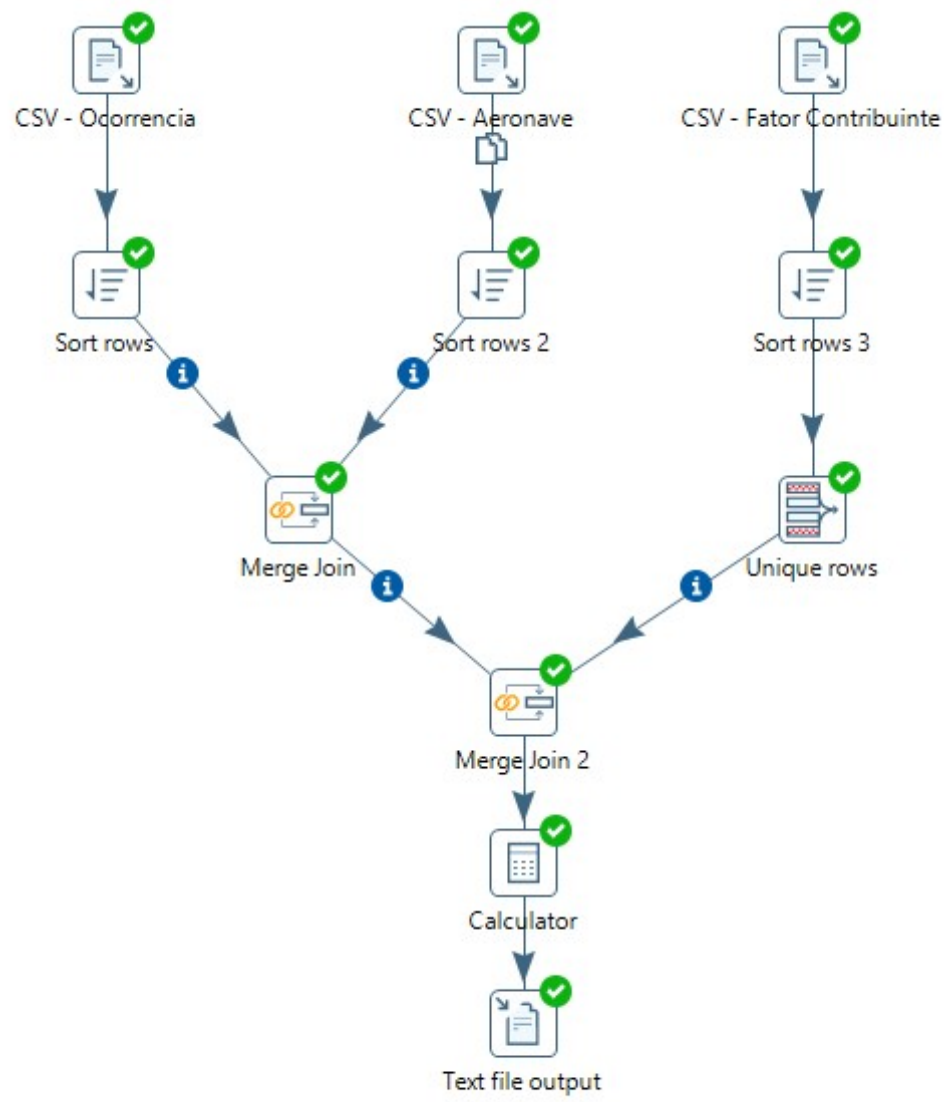 CSV - Ocorrencia
CSV - Aeronave
CSV - Fator Contribuinte
Sort rows
Sort rows 2
Sort rows 3
Merge Join
Unique rows
Merge Join 2
Calculator
Text file output